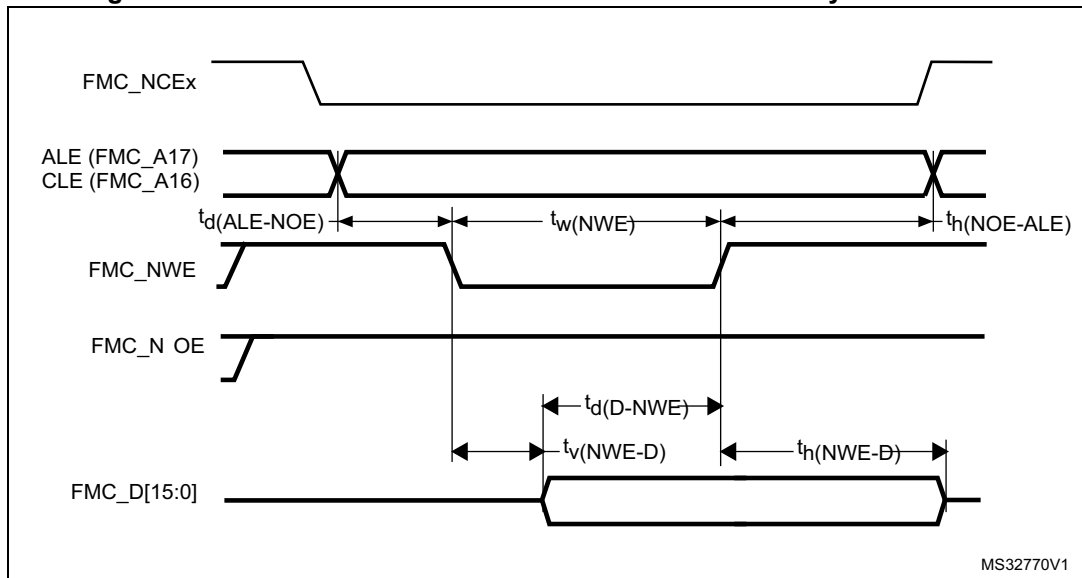 FMC_NCEx
ALE (FMC_A17)
CLE (FMC_A16)
td(ALE-NOE)
tw(NWE)
th(NOE-ALE)
FMC_NWE
FMC_N OE
td(D-NWE)
tv(NWE-D)
th(NWE-D)
FMC_D[15:0]
MS32770V1